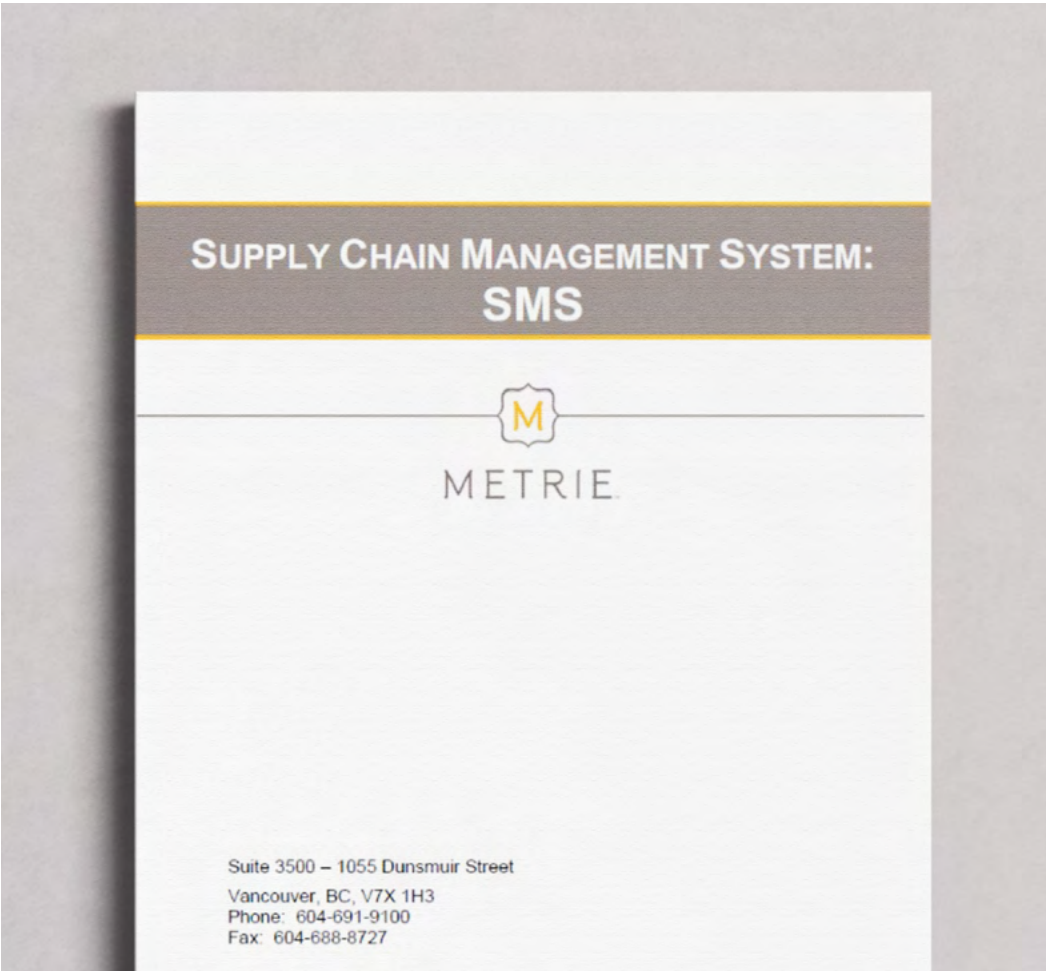 SUPPLY CHAIN MANAGEMENT SYSTEM:
SMS
M
METRIE
Suite 3500 – 1055 Dunsmuir Street
Vancouver, BC, V7X 1H3
Phone: 604-691-9100
Fax: 604-688-8727